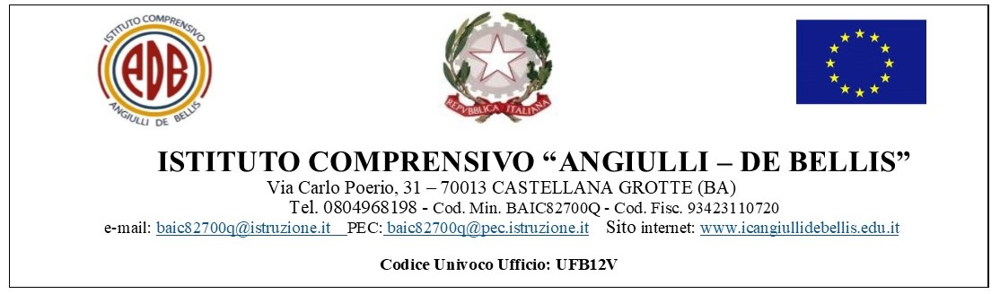 ISTITUTO COMPRENSIVO
ADB
ANGIULLI DE BELLIS
REPVBBLICA ITALIANA
ISTITUTO COMPRENSIVO “ANGIULLI – DE BELLIS”
Via Carlo Poerio, 31 – 70013 CASTELLANA GROTTE (BA)
Tel. 0804968198 - Cod. Min. BAIC82700Q - Cod. Fisc. 93423110720
e-mail: baic82700q@istruzione.it PEC: baic82700q@pec.istruzione.it Sito internet: www.icangiullidebellis.edu.it
Codice Univoco Ufficio: UFB12V